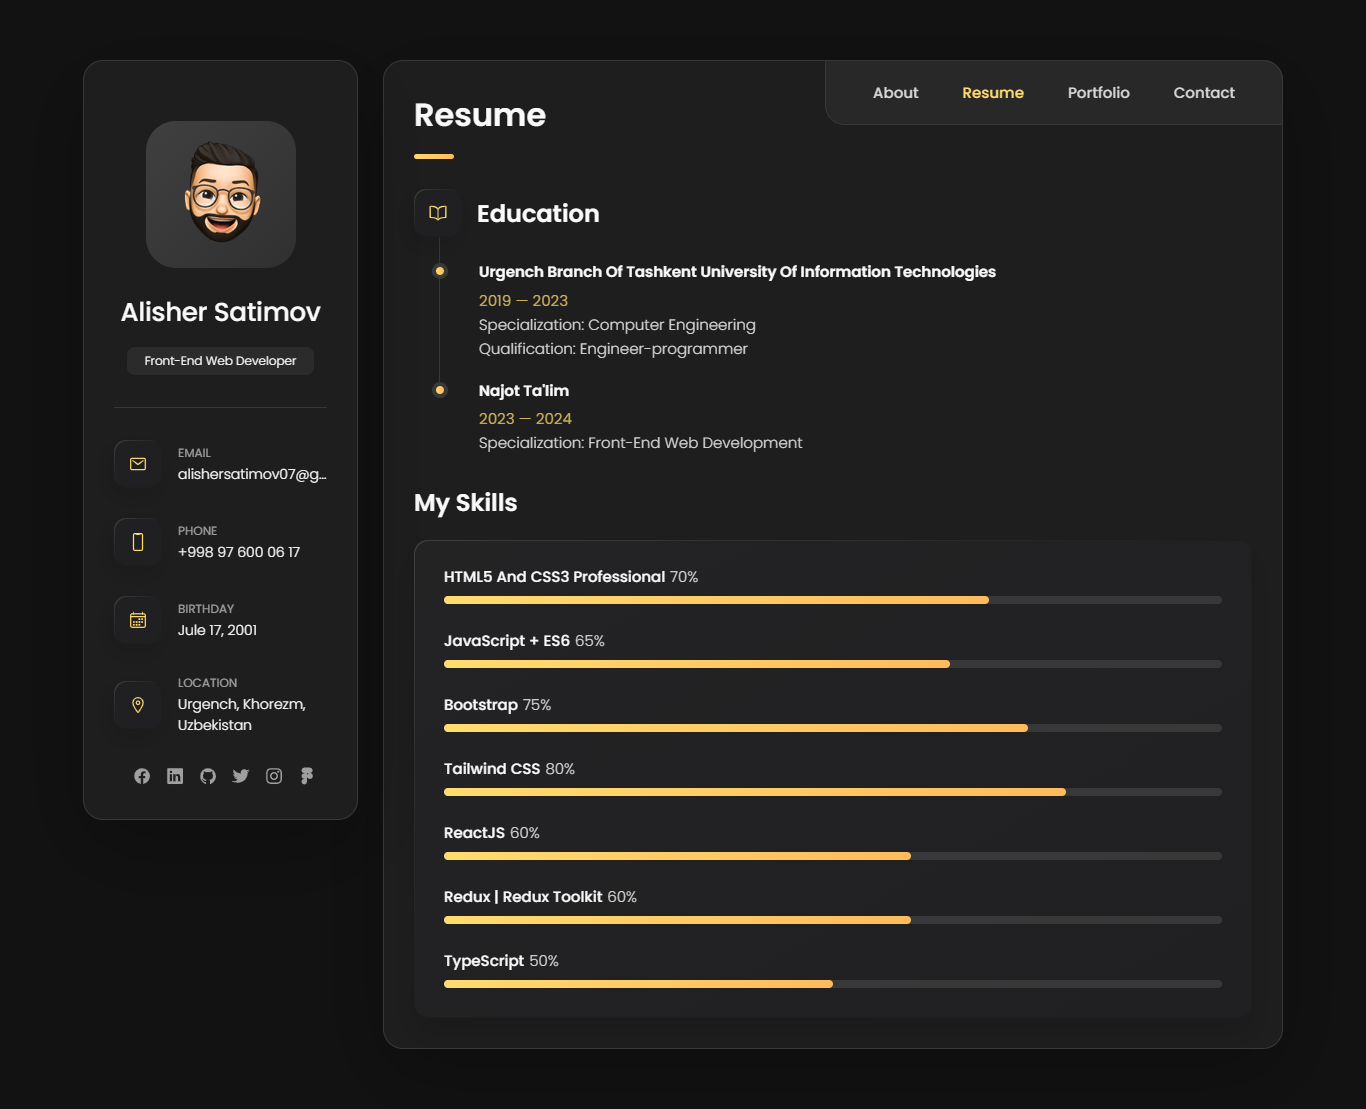 Alisher Satimov
Front-End Web Developer
EMAIL
alishersatimov07@g...
PHONE
+998 97 600 06 17
BIRTHDAY
Jule 17, 2001
LOCATION
Urgench, Khorezm,
Uzbekistan
About Resume Portfolio Contact
Resume
Education
Urgench Branch Of Tashkent University Of Information Technologies
2019 — 2023
Specialization: Computer Engineering
Qualification: Engineer-programmer
Najot Ta'lim
2023 — 2024
Specialization: Front-End Web Development
My Skills
HTML5 And CSS3 Professional 70%
JavaScript + ES6 65%
Bootstrap 75%
Tailwind CSS 80%
ReactJS 60%
Redux | Redux Toolkit 60%
TypeScript 50%